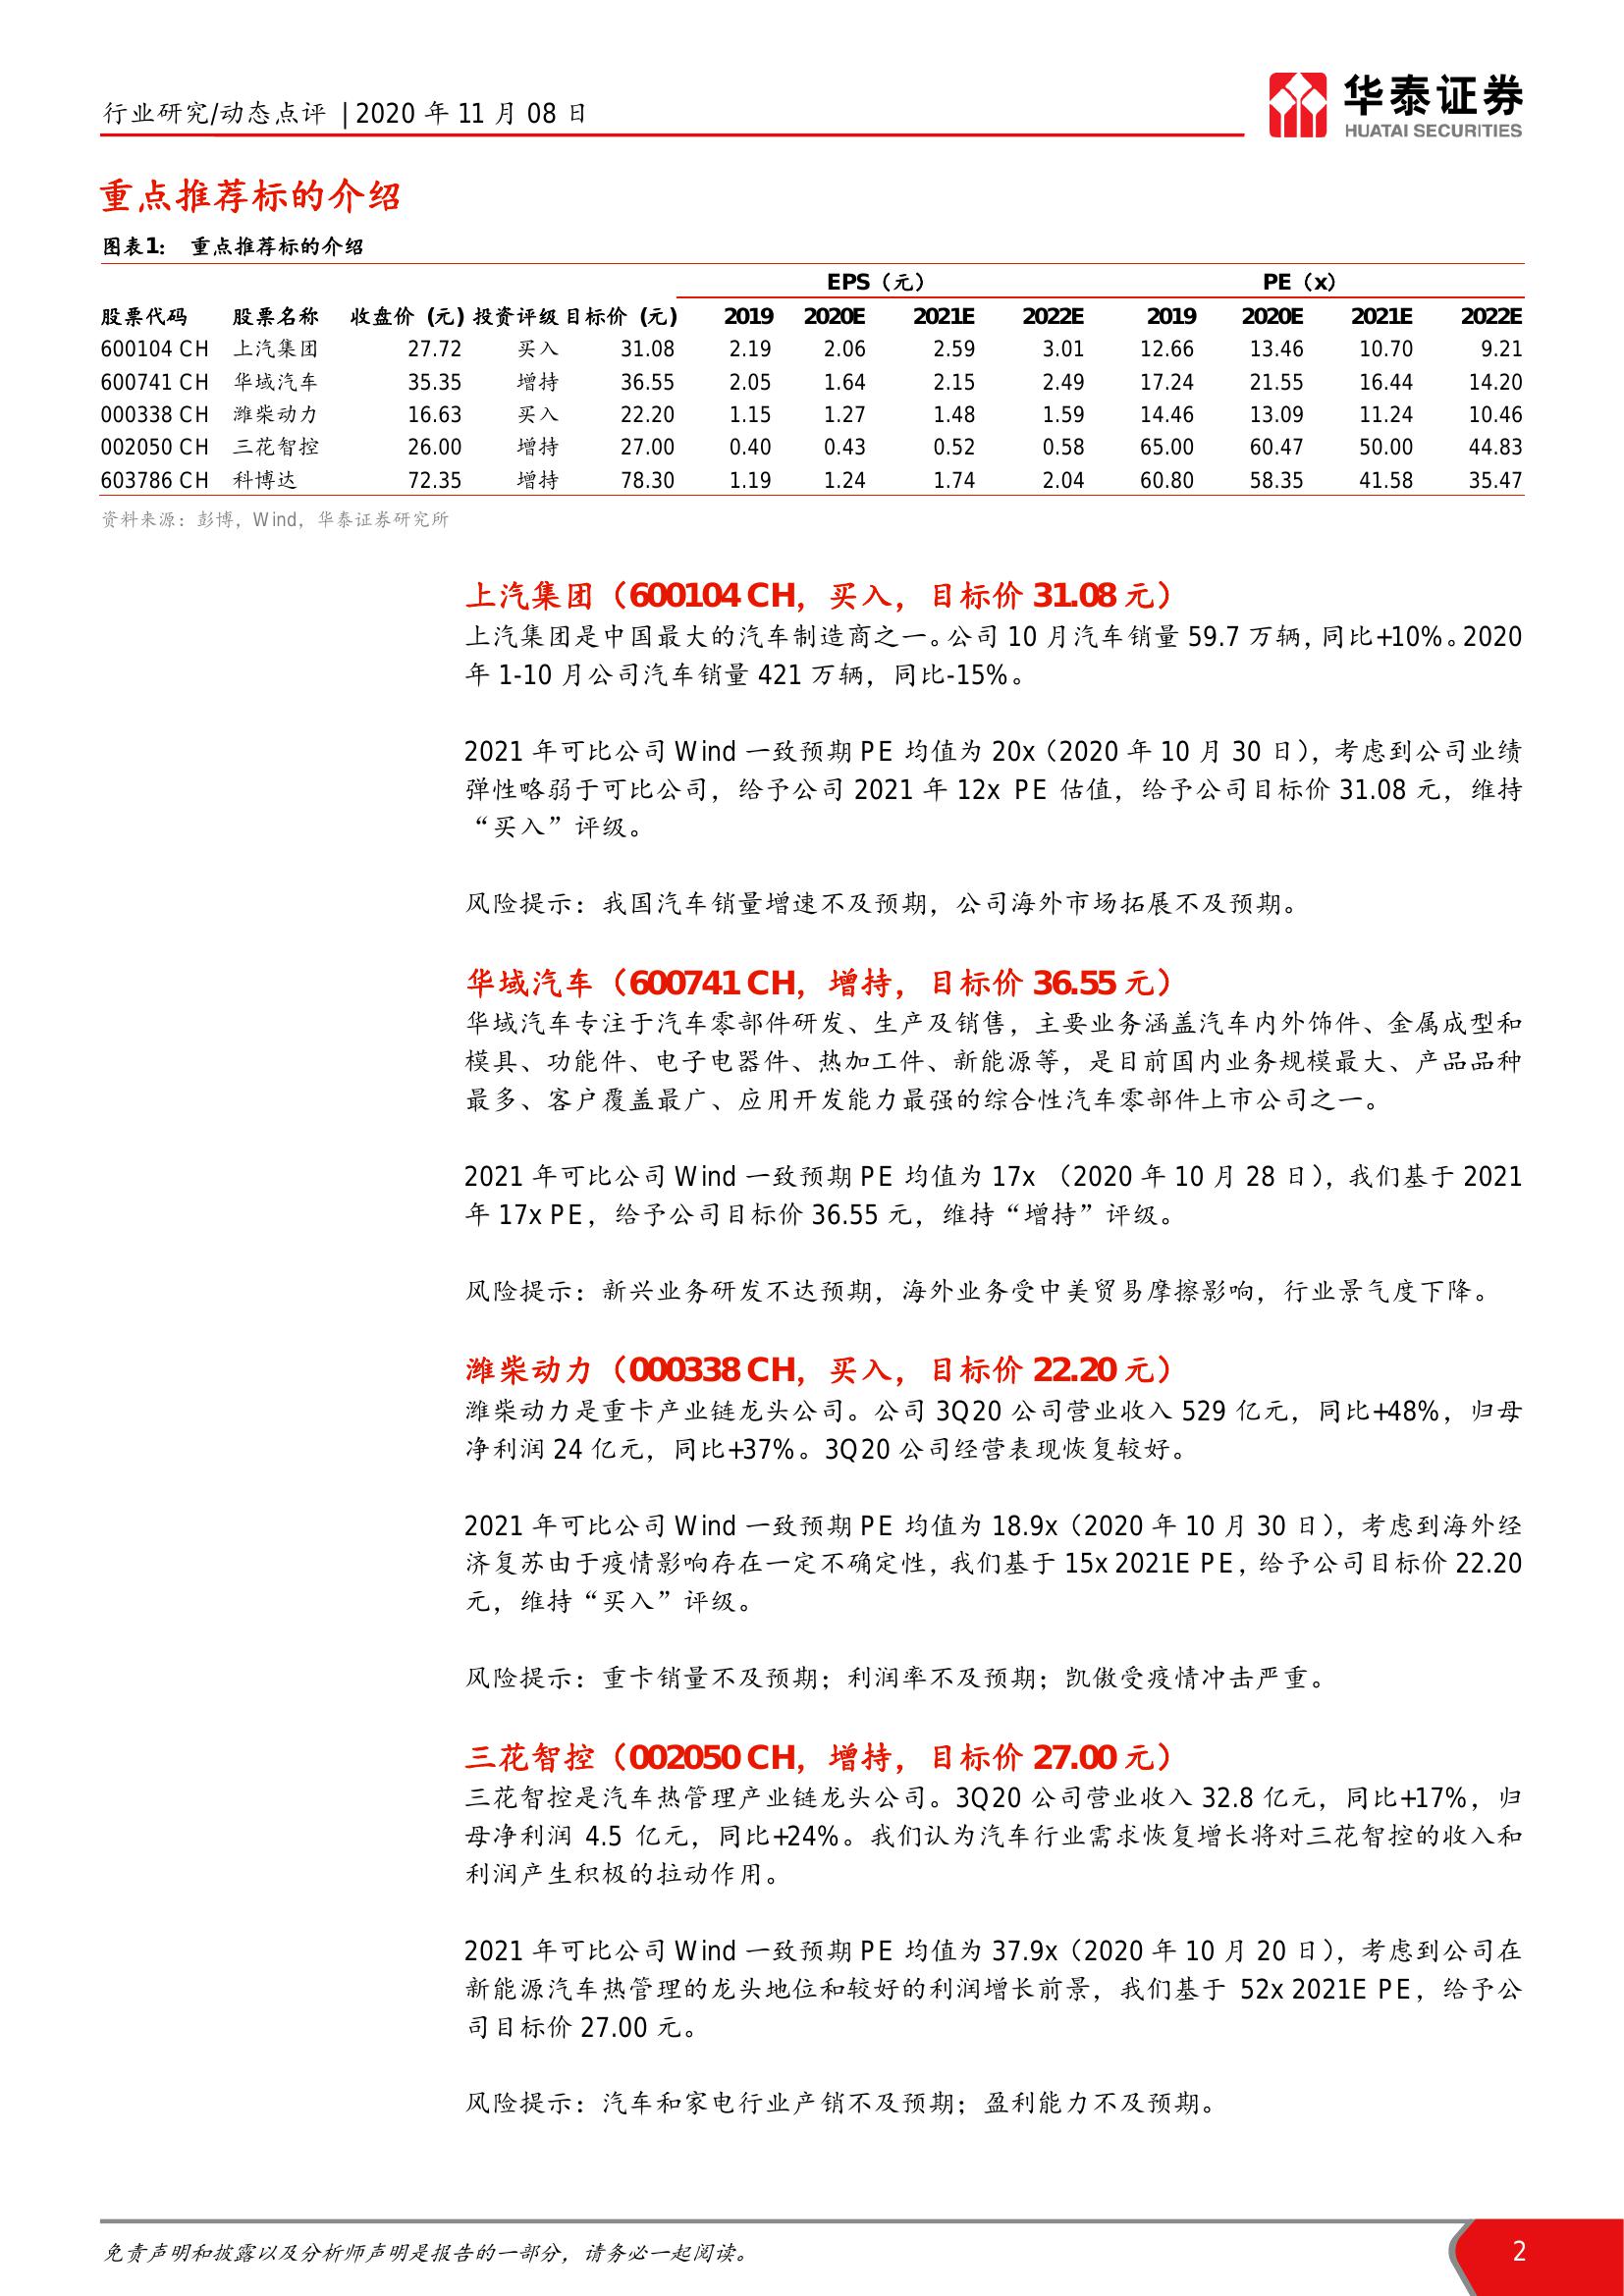 行业研究/动态点评 | 2020 年 11 月 08 日
华泰证券
HUATAI SECURITIES
重点推荐标的介绍
图表1： 重点推荐标的介绍
EPS（元） PE（x）
股票代码 股票名称 收盘价 (元) 投资评级 目标价 (元) 2019 2020E 2021E 2022E 2019 2020E 2021E 2022E
600104 CH 上汽集团 27.72 买入 31.08 2.19 2.06 2.59 3.01 12.66 13.46 10.70 9.21
600741 CH 华域汽车 35.35 增持 36.55 2.05 1.64 2.15 2.49 17.24 21.55 16.44 14.20
000338 CH 潍柴动力 16.63 买入 22.20 1.15 1.27 1.48 1.59 14.46 13.09 11.24 10.46
002050 CH 三花智控 26.00 增持 27.00 0.40 0.43 0.52 0.58 65.00 60.47 50.00 44.83
603786 CH 科博达 72.35 增持 78.30 1.19 1.24 1.74 2.04 60.80 58.35 41.58 35.47
资料来源：彭博，Wind，华泰证券研究所
上汽集团（600104 CH，买入，目标价 31.08 元）
上汽集团是中国最大的汽车制造商之一。公司 10 月汽车销量 59.7 万辆，同比+10%。2020
年 1-10 月公司汽车销量 421 万辆，同比-15%。
2021 年可比公司 Wind 一致预期 PE 均值为 20x（2020 年 10 月 30 日），考虑到公司业绩
弹性略弱于可比公司，给予公司 2021 年 12x PE 估值，给予公司目标价 31.08 元，维持
“买入”评级。
风险提示：我国汽车销量增速不及预期，公司海外市场拓展不及预期。
华域汽车（600741 CH，增持，目标价 36.55 元）
华域汽车专注于汽车零部件研发、生产及销售，主要业务涵盖汽车内外饰件、金属成型和
模具、功能件、电子电器件、热加工件、新能源等，是目前国内业务规模最大、产品品种
最多、客户覆盖最广、应用开发能力最强的综合性汽车零部件上市公司之一。
2021 年可比公司 Wind 一致预期 PE 均值为 17x （2020 年 10 月 28 日），我们基于 2021
年 17x PE，给予公司目标价 36.55 元，维持“增持”评级。
风险提示：新兴业务研发不达预期，海外业务受中美贸易摩擦影响，行业景气度下降。
潍柴动力（000338 CH，买入，目标价 22.20 元）
潍柴动力是重卡产业链龙头公司。公司 3Q20 公司营业收入 529 亿元，同比+48%，归母
净利润 24 亿元，同比+37%。3Q20 公司经营表现恢复较好。
2021 年可比公司 Wind 一致预期 PE 均值为 18.9x（2020 年 10 月 30 日），考虑到海外经
济复苏由于疫情影响存在一定不确定性，我们基于 15x 2021E PE，给予公司目标价 22.20
元，维持“买入”评级。
风险提示：重卡销量不及预期；利润率不及预期；凯傲受疫情冲击严重。
三花智控（002050 CH，增持，目标价 27.00 元）
三花智控是汽车热管理产业链龙头公司。3Q20 公司营业收入 32.8 亿元，同比+17%，归
母净利润 4.5 亿元，同比+24%。我们认为汽车行业需求恢复增长将对三花智控的收入和
利润产生积极的拉动作用。
2021 年可比公司 Wind 一致预期 PE 均值为 37.9x（2020 年 10 月 20 日），考虑到公司在
新能源汽车热管理的龙头地位和较好的利润增长前景，我们基于 52x 2021E PE，给予公
司目标价 27.00 元。
风险提示：汽车和家电行业产销不及预期；盈利能力不及预期。
免责声明和披露以及分析师声明是报告的一部分，请务必一起阅读。
2